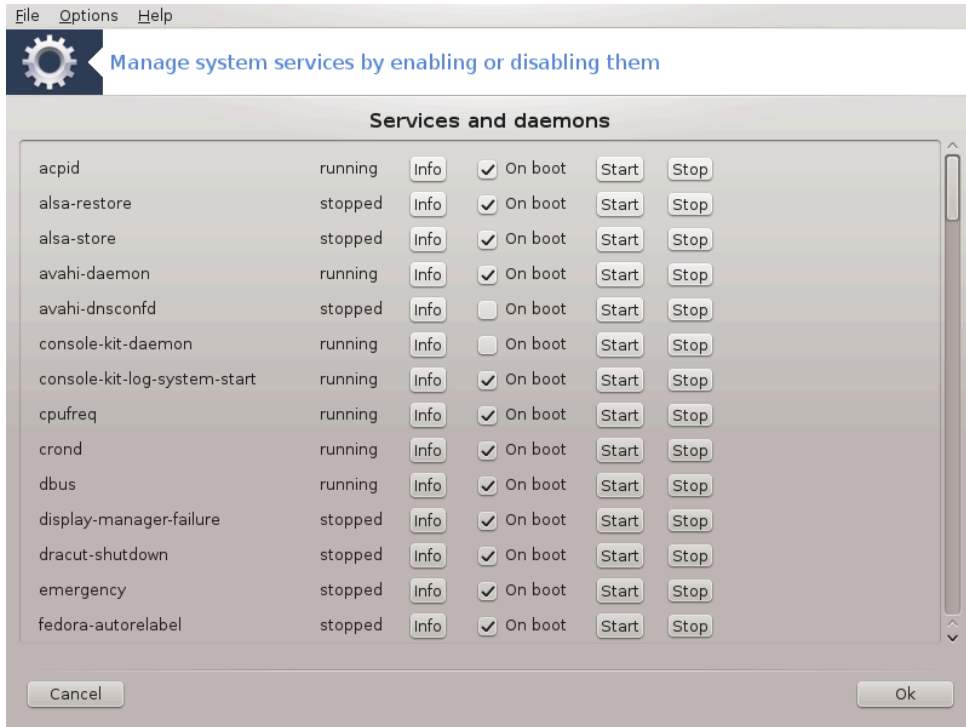 File Options Help
Manage system services by enabling or disabling them
Services and daemons
acpid running Info On boot Start Stop
alsa-restore stopped Info On boot Start Stop
alsa-store stopped Info On boot Start Stop
avahi-daemon running Info On boot Start Stop
avahi-dnsconfd stopped Info On boot Start Stop
console-kit-daemon running Info On boot Start Stop
console-kit-log-system-start running Info On boot Start Stop
cpufreq running Info On boot Start Stop
crond running Info On boot Start Stop
dbus running Info On boot Start Stop
display-manager-failure stopped Info On boot Start Stop
dracut-shutdown stopped Info On boot Start Stop
emergency stopped Info On boot Start Stop
fedora-autorelabel stopped Info On boot Start Stop
Cancel Ok